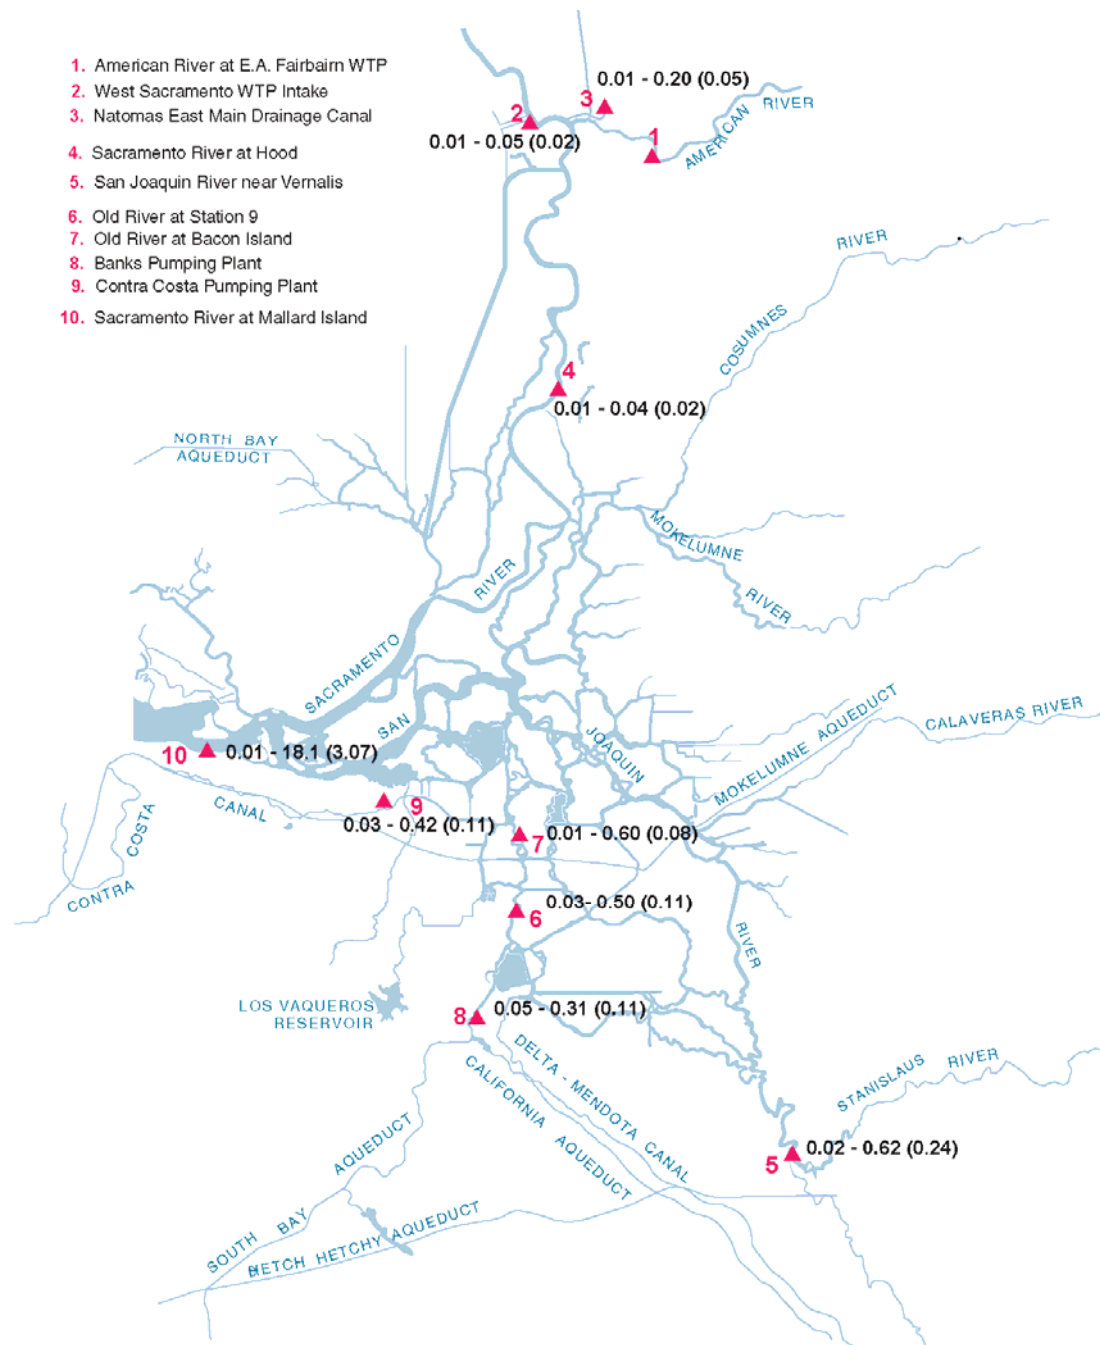 1. American River at E.A. Fairbairn WTP
2. West Sacramento WTP Intake
3. Natomas East Main Drainage Canal
4. Sacramento River at Hood
5. San Joaquin River near Vernalis
6. Old River at Station 9
7. Old River at Bacon Island
8. Banks Pumping Plant
9. Contra Costa Pumping Plant
10. Sacramento River at Mallard Island
0.01 - 0.20 (0.05)
3
2
0.01 - 0.05 (0.02)
1
AMERICAN RIVER
RIVER
COSUMNES
4
0.01 - 0.04 (0.02)
NORTH BAY
AQUEDUCT
MOKELUMNE
RIVER
RIVER
SACRAMENTO
SAN
JOAQUIN
MOKELUMNE AQUEDUCT
CALAVERAS RIVER
10
0.01 - 18.1 (3.07)
CANAL
COSTA
CONTRA
9
0.03 - 0.42 (0.11)
7
0.01 - 0.60 (0.08)
6
0.03- 0.50 (0.11)
RIVER
LOS VAQUEROS
RESERVOIR
8
0.05 - 0.31 (0.11)
DELTA - MENDOTA CANAL
CALIFORNIA AQUEDUCT
STANISLAUS RIVER
5
0.02 - 0.62 (0.24)
SOUTH BAY AQUEDUCT
HETCH HETCHY AQUEDUCT